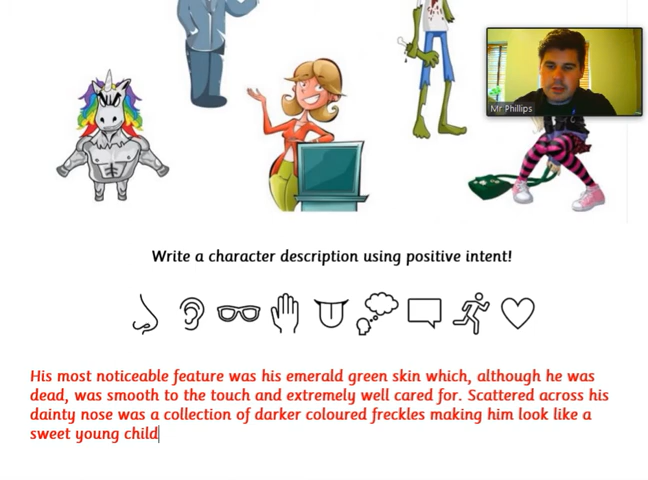 Mr Phillips
Write a character description using positive intent!
His most noticeable feature was his emerald green skin which, although he was
dead, was smooth to the touch and extremely well cared for. Scattered across his
dainty nose was a collection of darker coloured freckles making him look like a
sweet young child